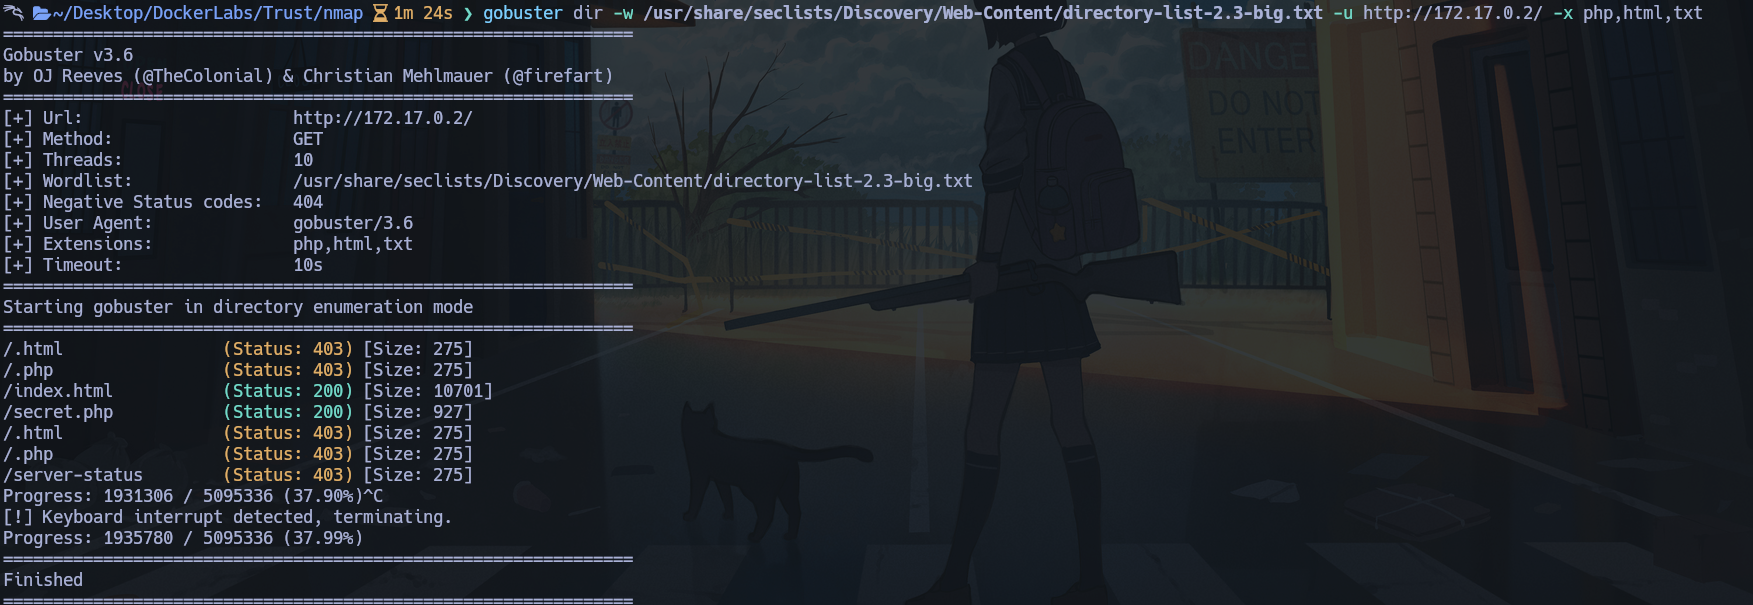 ~/Desktop/DockerLabs/Trust/nmap 1m 24s ❯ gobuster dir -w /usr/share/seclists/Discovery/Web-Content/directory-list-2.3-big.txt -u http://172.17.0.2/ -x php,html,txt
===============================================================
Gobuster v3.6
by OJ Reeves (@TheColonial) & Christian Mehlmauer (@firefart)
===============================================================
[+] Url:                     http://172.17.0.2/
[+] Method:                  GET
[+] Threads:                 10
[+] Wordlist:                /usr/share/seclists/Discovery/Web-Content/directory-list-2.3-big.txt
[+] Negative Status codes:   404
[+] User Agent:              gobuster/3.6
[+] Extensions:              php,html,txt
[+] Timeout:                 10s
===============================================================
Starting gobuster in directory enumeration mode
===============================================================
/.html                (Status: 403) [Size: 275]
/.php                 (Status: 403) [Size: 275]
/index.html           (Status: 200) [Size: 10701]
/secret.php           (Status: 200) [Size: 927]
/.html                (Status: 403) [Size: 275]
/.php                 (Status: 403) [Size: 275]
/server-status        (Status: 403) [Size: 275]
Progress: 1931306 / 5095336 (37.90%)^C
[!] Keyboard interrupt detected, terminating.
Progress: 1935780 / 5095336 (37.99%)
===============================================================
Finished
===============================================================
DANGE
DO NOT
ENTER